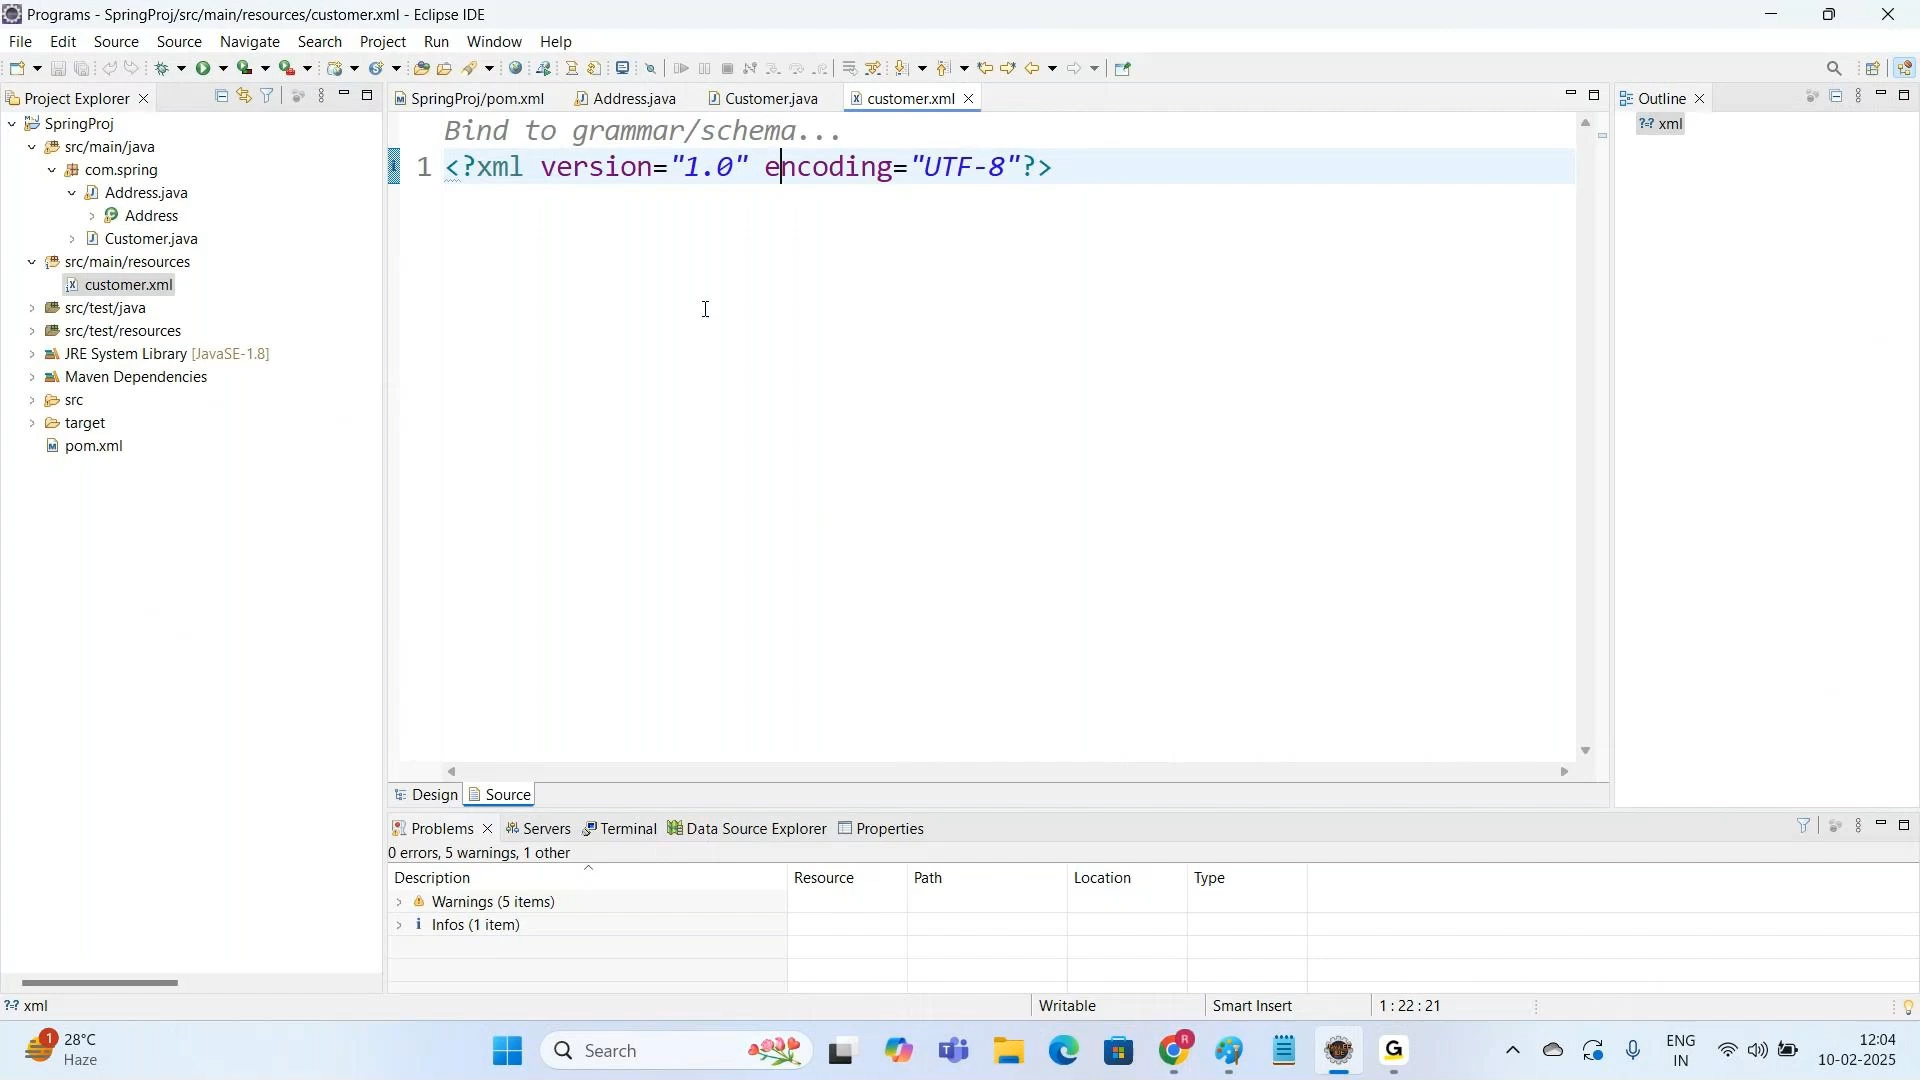 Programs - SpringProj/src/main/resources/customer.xml - Eclipse IDE
File Edit Source Source Navigate Search Project Run Window Help
Project Explorer
SpringProj
src/main/java
com.spring
Address.java
Address
Customer.java
src/main/resources
customer.xml
src/test/java
src/test/resources
JRE System Library [JavaSE-1.8]
Maven Dependencies
src
target
pom.xml
SpringProj/pom.xml Address.java Customer.java customer.xml
Bind to grammar/schema...
1 <?xml version="1.0" encoding="UTF-8"?>
Design Source
Outline
?-? xml
Problems Servers Terminal Data Source Explorer Properties
0 errors, 5 warnings, 1 other
Description Resource Path Location Type
Warnings (5 items)
Infos (1 item)
?-? xml Writable Smart Insert 1 : 22 : 21
1 28°C
Haze
Search
R
G
ENG
IN
12:04
10-02-2025